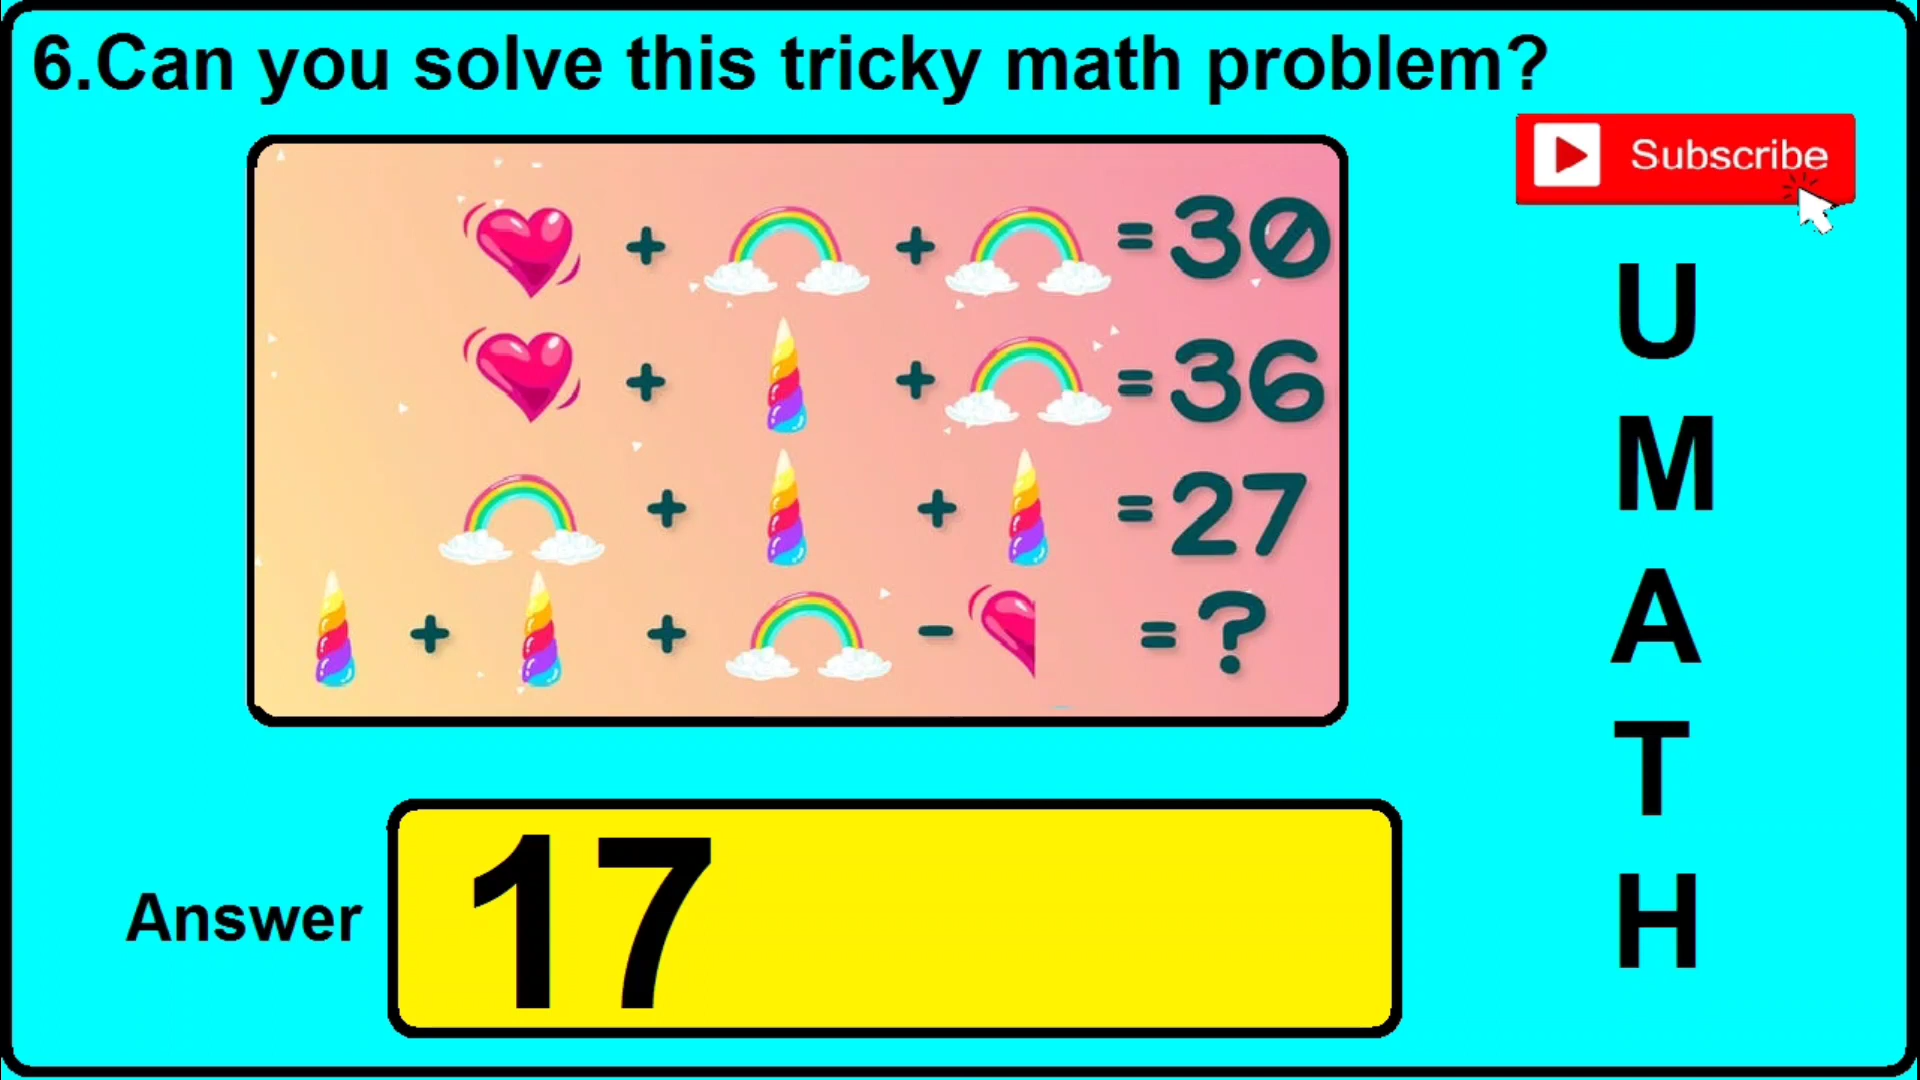 6.Can you solve this tricky math problem?
Subscribe
+ + = 30
+ + = 36
+ + = 27
+ + - = ?
Answer 17
U
M
A
T
H